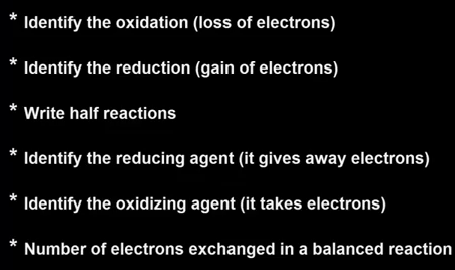 * Identify the oxidation (loss of electrons)
* Identify the reduction (gain of electrons)
* Write half reactions
* Identify the reducing agent (it gives away electrons)
* Identify the oxidizing agent (it takes electrons)
* Number of electrons exchanged in a balanced reaction